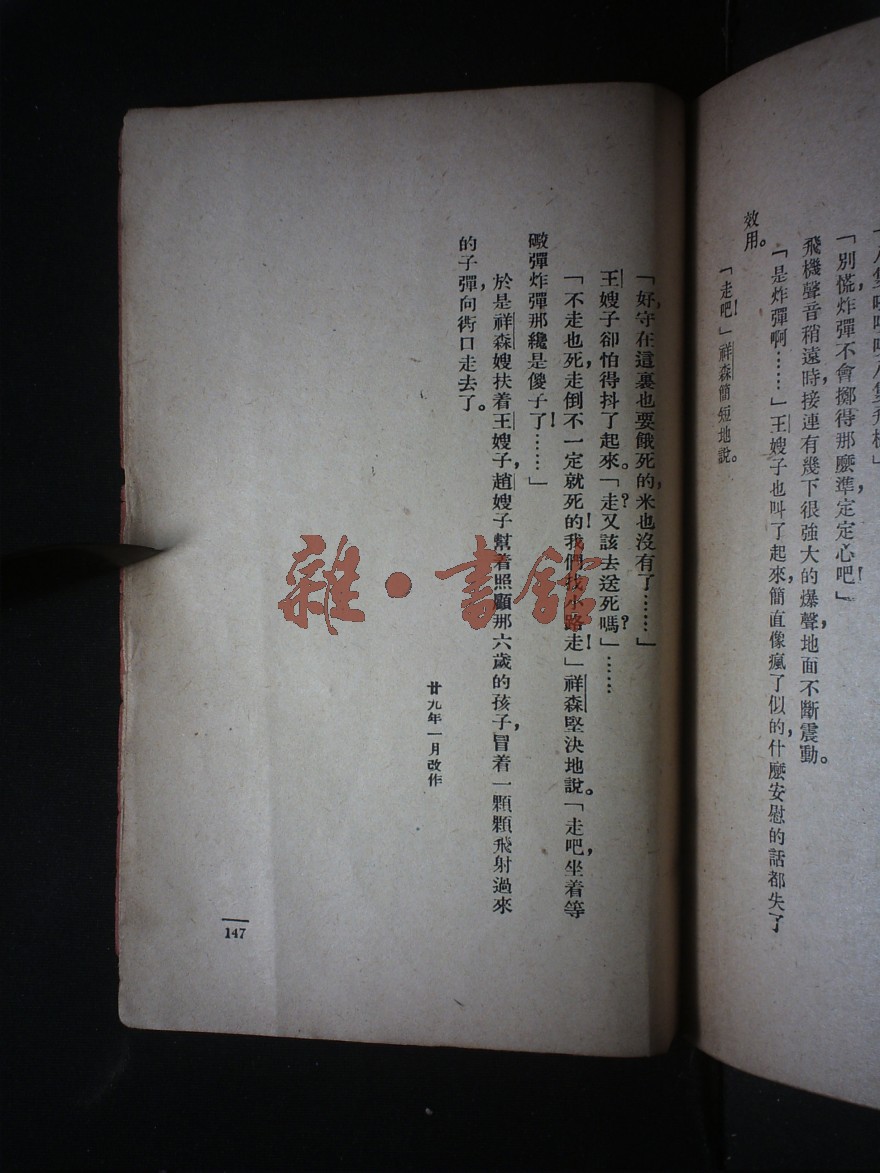 「別慌，炸彈不會擲得那麼準，定定心吧！」
飛機聲音稍遠時，接連有幾下很強大的爆聲，地面不斷震動。
「是炸彈啊……」王嫂子也叫了起來，簡直像瘋了似的，什麼安慰的話都失了
效用。
「走吧！」祥森簡短地說。
「好，守在這裏也要餓死的，米也沒有了……」
王嫂子卻怕得抖了起來。「走？又該去送死嗎？」……
「不走也死，走倒不一定就死的！我們找小路走！」祥森堅決地說。「走吧，坐着等
礮彈炸彈，那纔是傻子了！……」
於是祥森嫂扶着王嫂子，趙嫂子幫着照顧那六歲的孩子，冒着一顆顆飛射過來
的子彈，向街口走去了。
廿九年一月改作
147
雜·書館